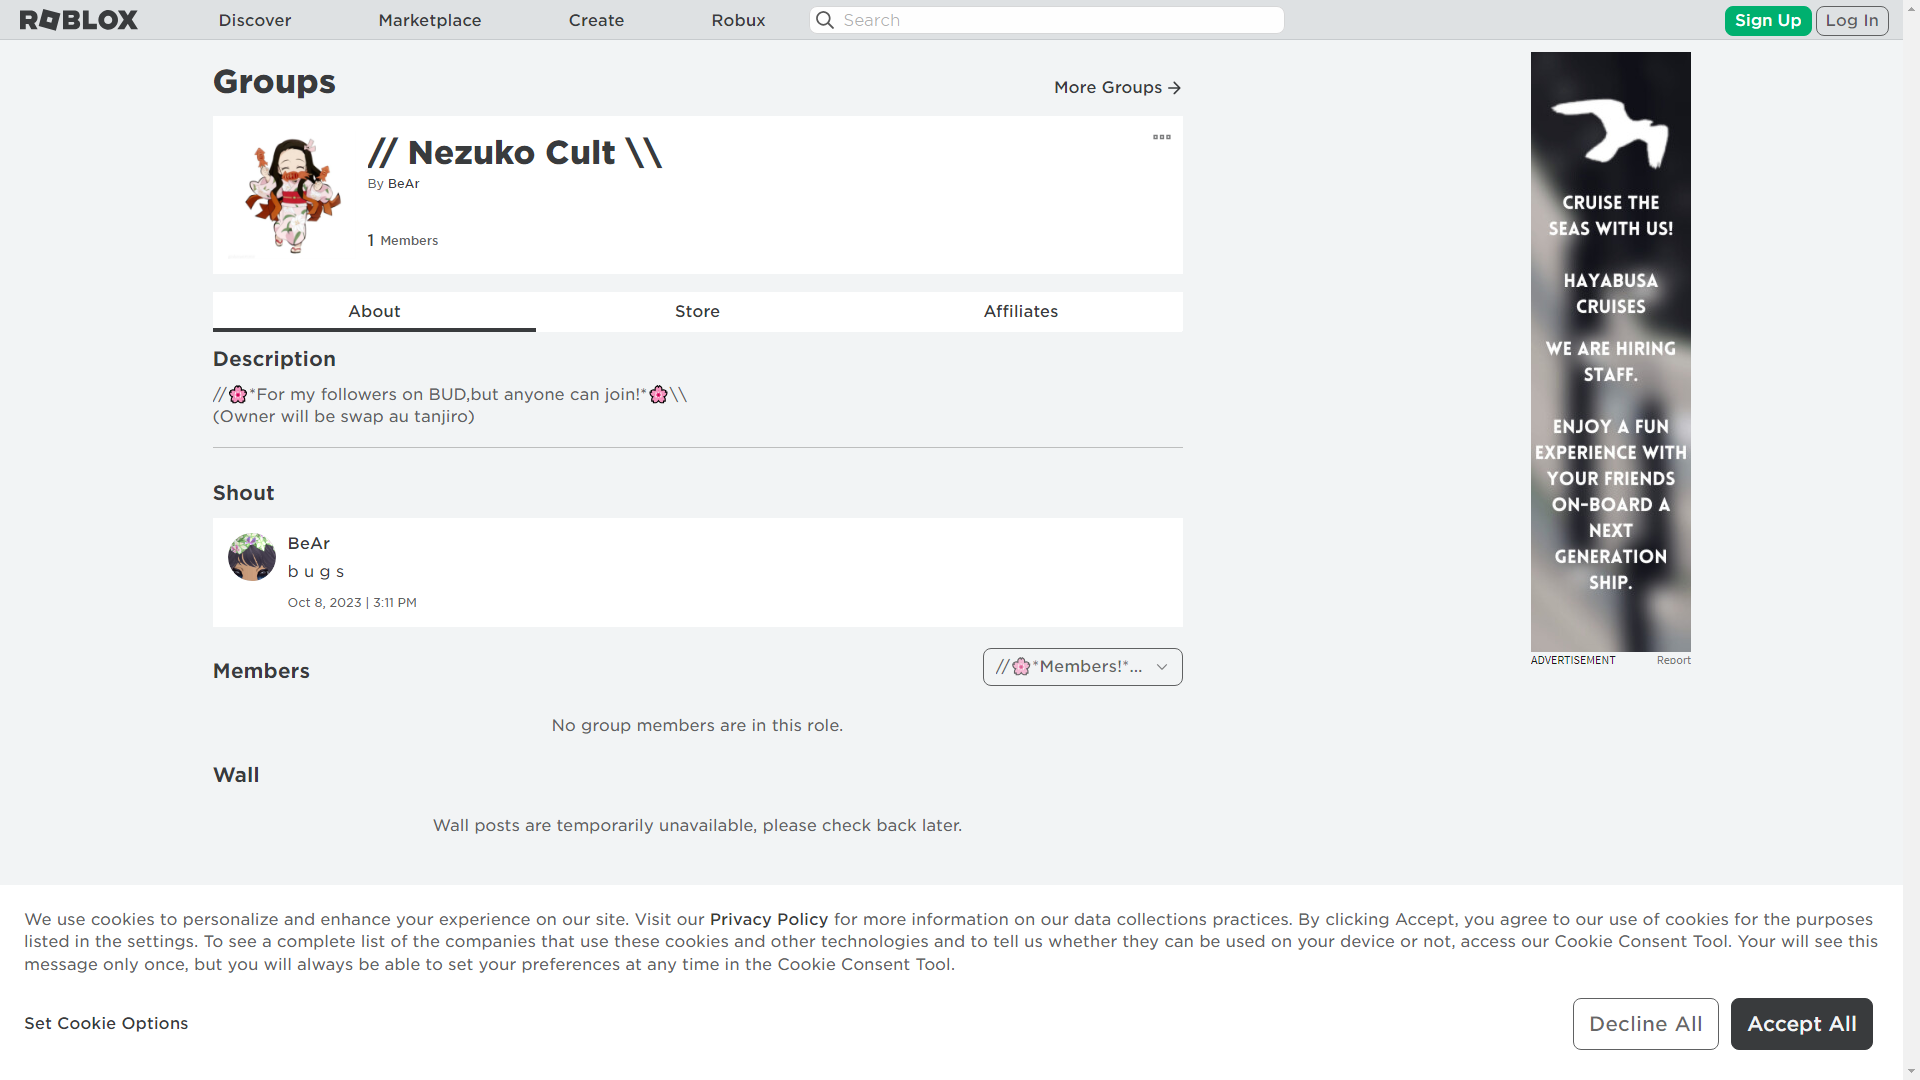 ROBLOX
Discover
Marketplace
Create
Robux
Search
Sign Up
Log In
Groups
More Groups →
// Nezuko Cult \\
By BeAr
1 Members
About
Store
Affiliates
Description
//🌸*For my followers on BUD,but anyone can join!*🌸\\
(Owner will be swap au tanjiro)
Shout
BeAr
b u g s
Oct 8, 2023 | 3:11 PM
Members
//🌸*Members!*...
No group members are in this role.
Wall
Wall posts are temporarily unavailable, please check back later.
CRUISE THE
SEAS WITH US!
HAYABUSA
CRUISES
WE ARE HIRING
STAFF.
ENJOY A FUN
EXPERIENCE WITH
YOUR FRIENDS
ON-BOARD A
NEXT
GENERATION
SHIP.
ADVERTISEMENT
Report
We use cookies to personalize and enhance your experience on our site. Visit our Privacy Policy for more information on our data collections practices. By clicking Accept, you agree to our use of cookies for the purposes
listed in the settings. To see a complete list of the companies that use these cookies and other technologies and to tell us whether they can be used on your device or not, access our Cookie Consent Tool. Your will see this
message only once, but you will always be able to set your preferences at any time in the Cookie Consent Tool.
Set Cookie Options
Decline All
Accept All